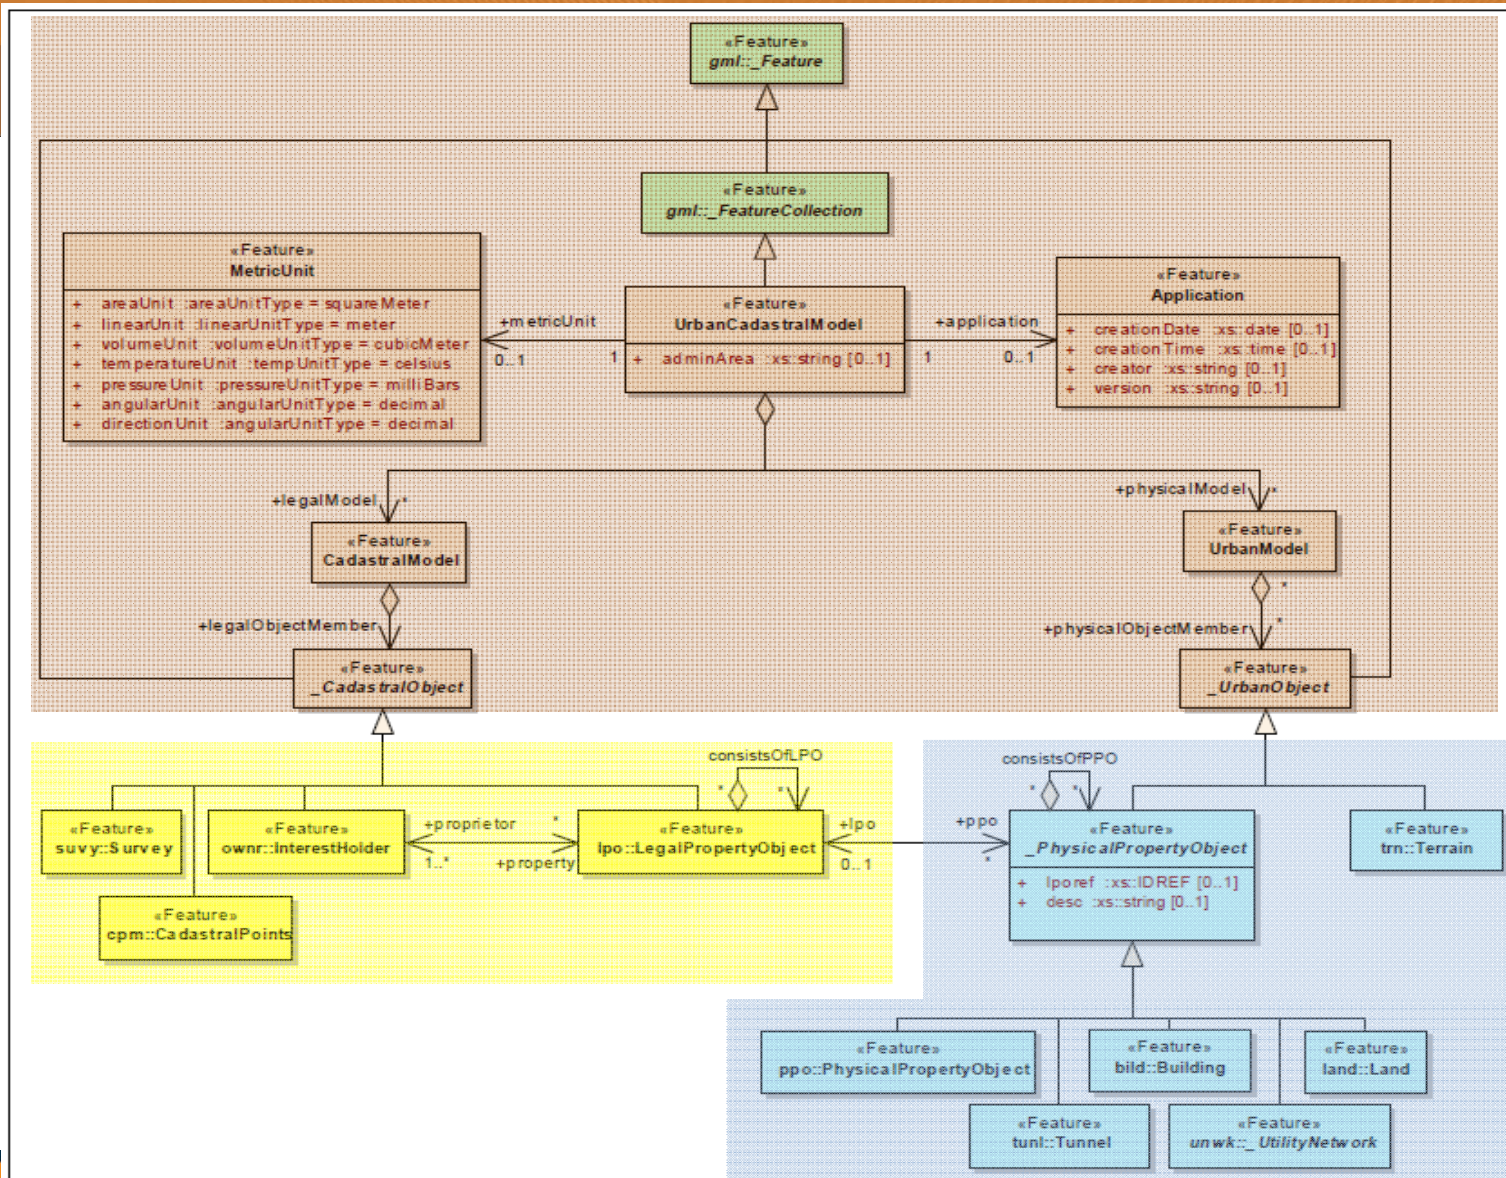 «Feature»
gml::_Feature
«Feature»
gml::_FeatureCollection
«Feature»
MetricUnit
+ areaUnit :areaUnitType = squareMeter
+ linearUnit :linearUnitType = meter
+ volumeUnit :volumeUnitType = cubicMeter
+ temperatureUnit :tempUnitType = celsius
+ pressureUnit :pressureUnitType = milliBars
+ angularUnit :angularUnitType = decimal
+ directionUnit :angularUnitType = decimal
+metricUnit
0..1
1
«Feature»
UrbanCadastralModel
+ adminArea :xs::string [0..1]
+application
1
0..1
«Feature»
Application
+ creationDate :xs::date [0..1]
+ creationTime :xs::time [0..1]
+ creator :xs::string [0..1]
+ version :xs::string [0..1]
+legalModel
*
+physicalModel
*
«Feature»
CadastralModel
«Feature»
UrbanModel
*
+legalObjectMember
+physicalObjectMember
*
«Feature»
_CadastralObject
«Feature»
_UrbanObject
consistsOfLPO
*
*
consistsOfPPO
*
*
«Feature»
suvy::Survey
«Feature»
ownr::InterestHolder
+proprietor
*
1..*
+property
«Feature»
lpo::LegalPropertyObject
+lpo
0..1
+ppo
*
«Feature»
_PhysicalPropertyObject
+ lporef :xs::IDREF [0..1]
+ desc :xs::string [0..1]
«Feature»
trn::Terrain
«Feature»
cpm::CadastralPoints
«Feature»
ppo::PhysicalPropertyObject
«Feature»
bild::Building
«Feature»
land::Land
«Feature»
tunl::Tunnel
«Feature»
unwk::_UtilityNetwork